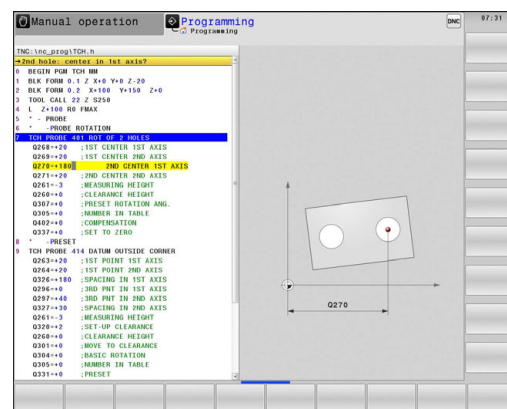 Manual operation
Programming
Programming
DNC
07:31
TNC:\nc_prog\TCH.h
→2nd hole: center in 1st axis?
0 BEGIN PGM TCH MM
1 BLK FORM 0.1 Z X+0 Y+0 Z-20
2 BLK FORM 0.2 X+100 Y+150 Z+0
3 TOOL CALL 22 Z S250
4 L Z+100 R0 FMAX
5 * - PROBE
6 * -PROBE ROTATION
7 TCH PROBE 401 ROT OF 2 HOLES
Q268=+20 ;1ST CENTER 1ST AXIS
Q269=+20 ;1ST CENTER 2ND AXIS
Q270=+180 2ND CENTER 1ST AXIS
Q271=+20 ;2ND CENTER 2ND AXIS
Q261=-3 ;MEASURING HEIGHT
Q260=+0 ;CLEARANCE HEIGHT
Q307=+0 ;PRESET ROTATION ANG.
Q305=+0 ;NUMBER IN TABLE
Q402=+0 ;COMPENSATION
Q337=+0 ;SET TO ZERO
8 * -PRESET
9 TCH PROBE 414 DATUM OUTSIDE CORNER
Q263=+20 ;1ST POINT 1ST AXIS
Q264=+20 ;1ST POINT 2ND AXIS
Q326=+180 ;SPACING IN 1ST AXIS
Q296=+0 ;3RD PNT IN 1ST AXIS
Q297=+40 ;3RD PNT IN 2ND AXIS
Q327=+30 ;SPACING IN 2ND AXIS
Q261=-3 ;MEASURING HEIGHT
Q320=+2 ;SET-UP CLEARANCE
Q260=+0 ;CLEARANCE HEIGHT
Q301=+0 ;MOVE TO CLEARANCE
Q304=+0 ;BASIC ROTATION
Q305=+0 ;NUMBER IN TABLE
Q331=+0 ;PRESET
Q270